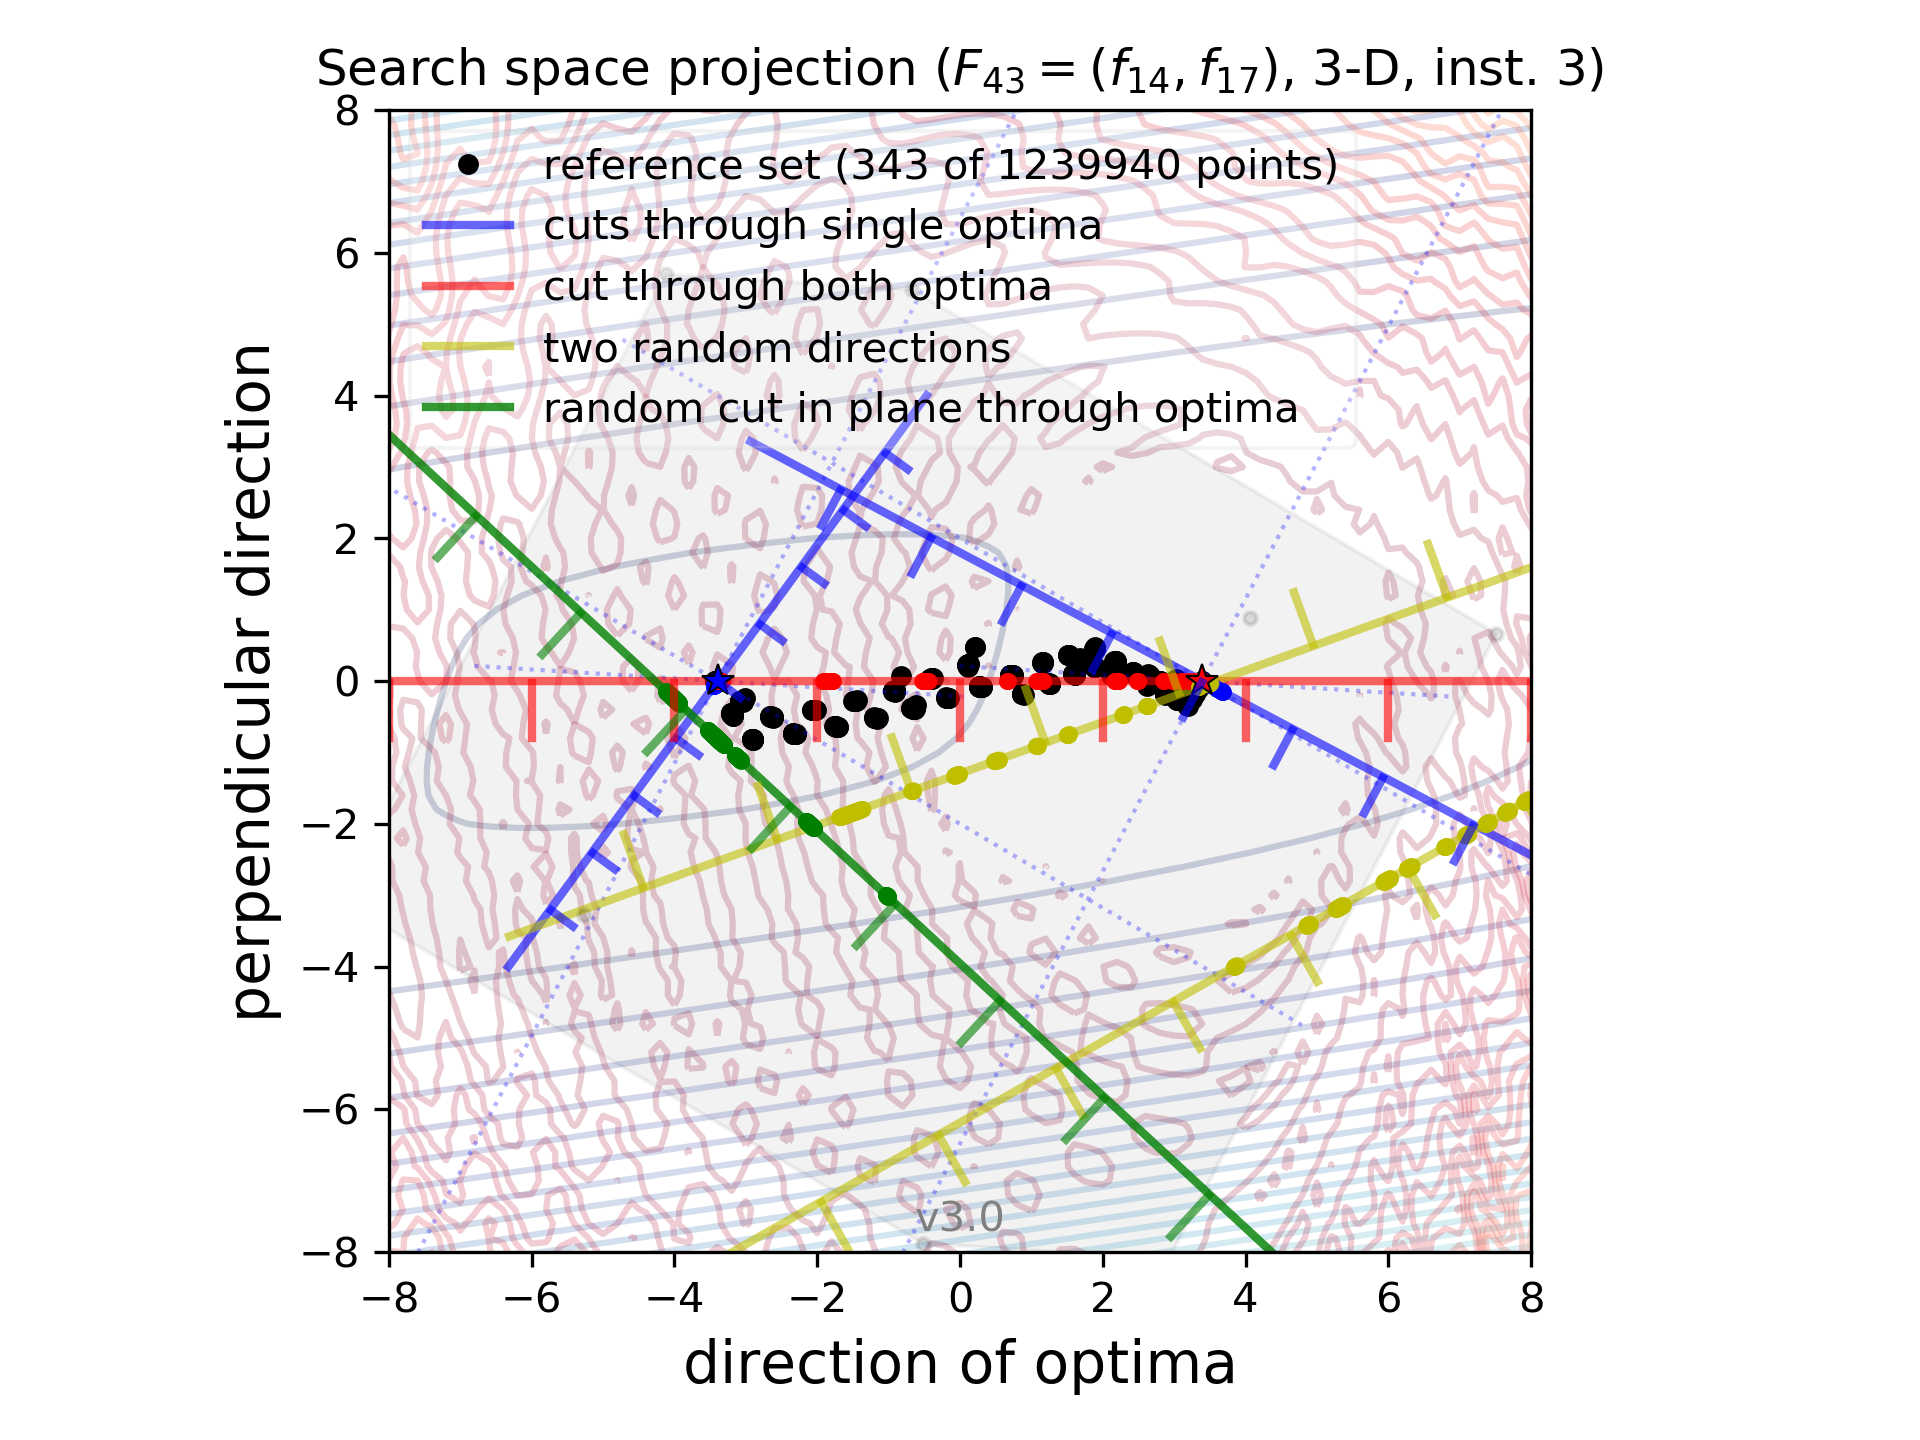 Search space projection (F43 = (f14, f17), 3-D, inst. 3)
reference set (343 of 1239940 points)
cuts through single optima
cut through both optima
two random directions
random cut in plane through optima
8
6
4
2
0
−2
−4
−6
−8
perpendicular direction
v3.0
−8 −6 −4 −2 0 2 4 6 8
direction of optima